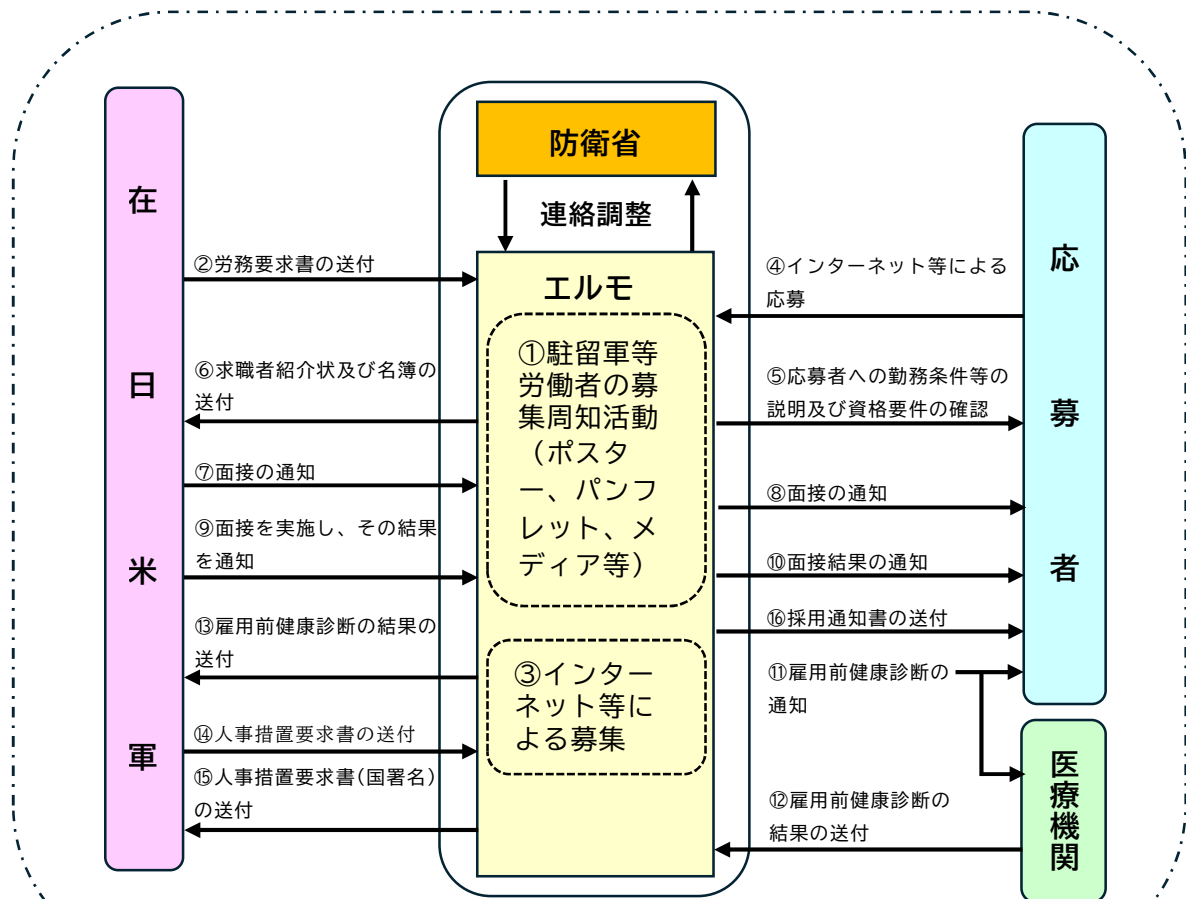 防衛省
連絡調整
在日米軍
応募者
医療機関
エルモ
①駐留軍等
労働者の募
集周知活動
（ポスタ
ー、パンフ
レット、メ
ディア等）
③インター
ネット等に
よる募集
②労務要求書の送付
⑥求職者紹介状及び名簿の
送付
⑦面接の通知
⑨面接を実施し、その結果
を通知
⑬雇用前健康診断の結果の
送付
⑭人事措置要求書の送付
⑮人事措置要求書(国署名)
の送付
④インターネット等による
応募
⑤応募者への勤務条件等の
説明及び資格要件の確認
⑧面接の通知
⑩面接結果の通知
⑯採用通知書の送付
⑪雇用前健康診断の
通知
⑫雇用前健康診断の
結果の送付